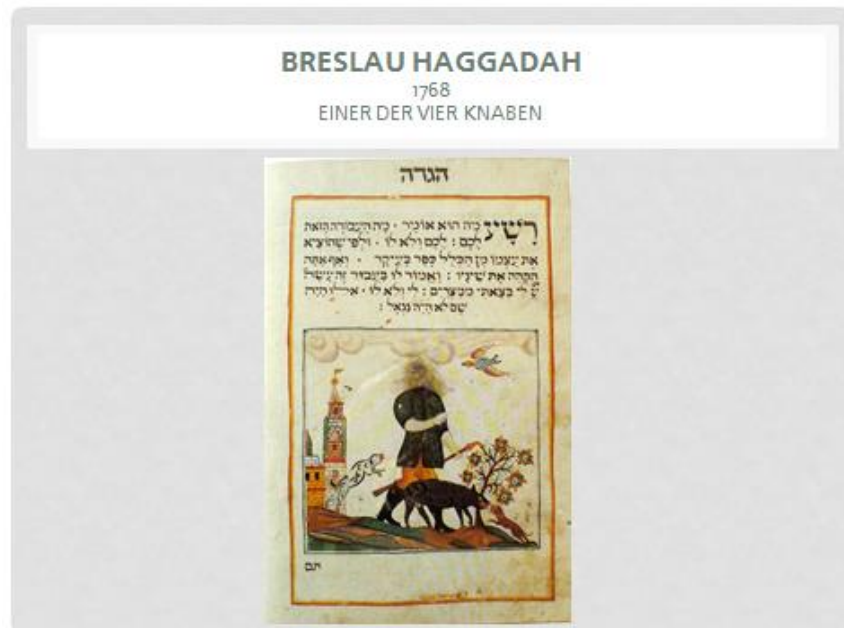 BRESLAU HAGGADAH
1768
EINER DER VIER KNABEN
הגדה
רָשָׁע מה הוא אומר · מה העבודה הזאת
לכם : לכם ולא לו · ולפי שהוציא
את עצמו מן הכלל כפר בעיקר · ואף אתה
הקהה את שיניו : ואמור לו בעבור זה עשה
לי בצאתי ממצרים : לי ולא לו · אילו היה
שם לא היה נגאל :
תם